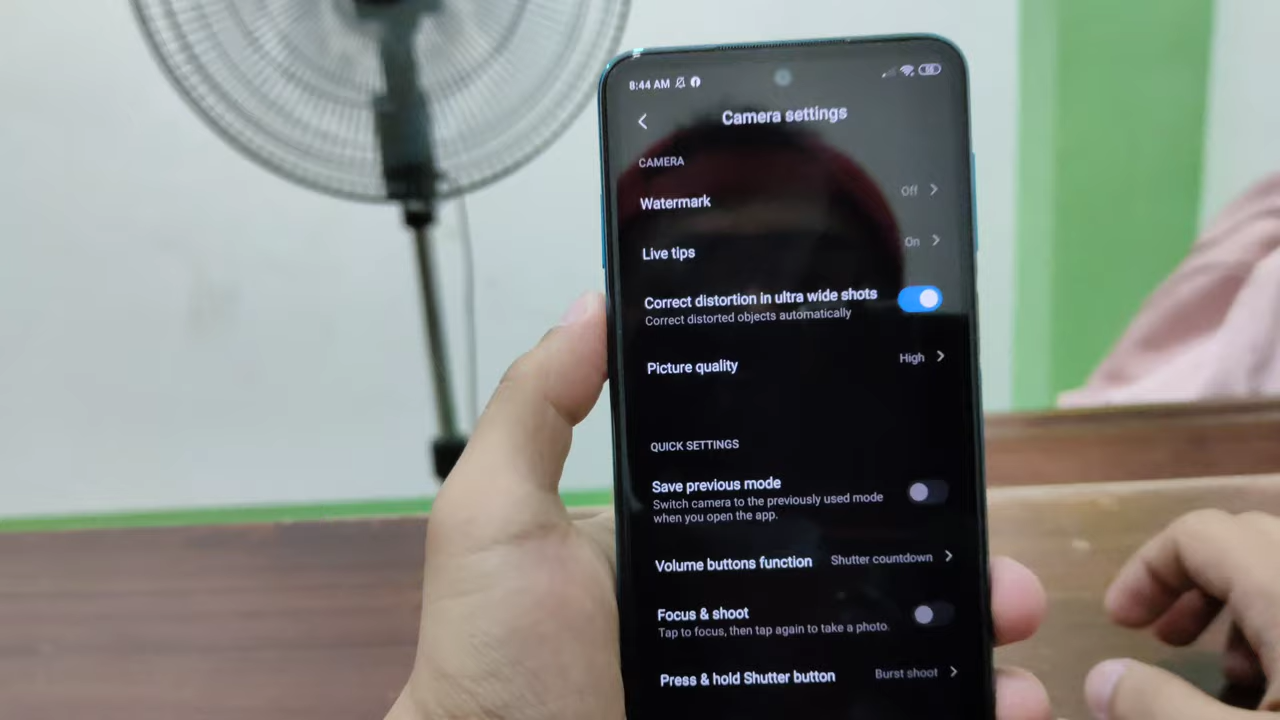 8:44 AM
Camera settings
CAMERA
Watermark Off
Live tips On
Correct distortion in ultra wide shots
Correct distorted objects automatically
Picture quality High
QUICK SETTINGS
Save previous mode
Switch camera to the previously used mode
when you open the app.
Volume buttons function Shutter countdown
Focus & shoot
Tap to focus, then tap again to take a photo.
Press & hold Shutter button Burst shoot